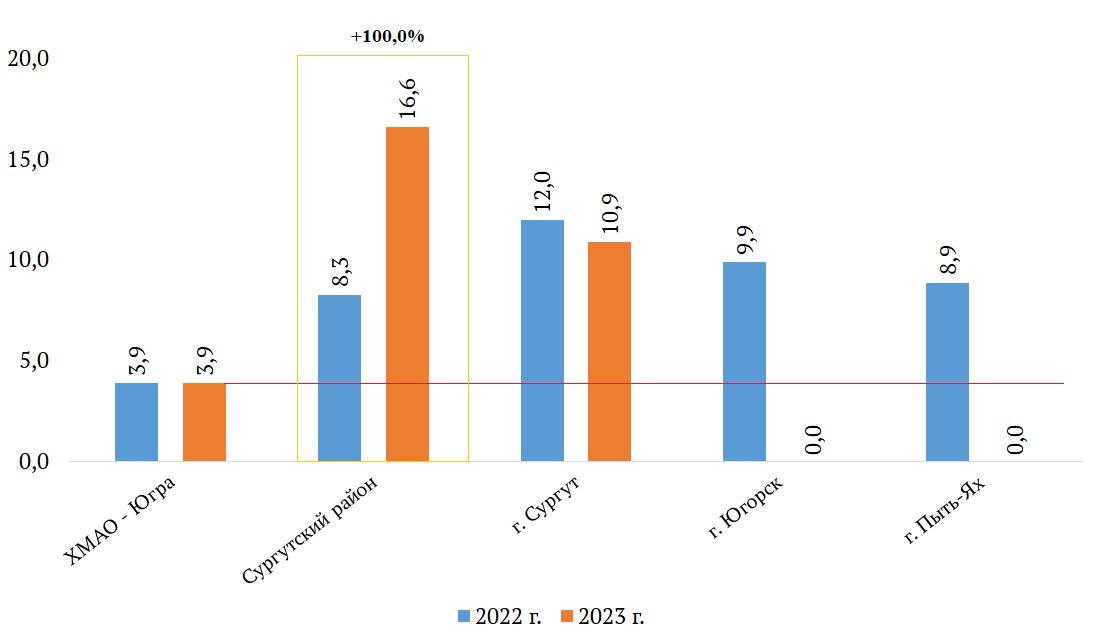 +100,0%
20,0
15,0
10,0
5,0
0,0
3,9
3,9
8,3
16,6
12,0
10,9
9,9
0,0
8,9
0,0
ХМАО - Югра
Сургутский район
г. Сургут
г. Югорск
г. Пыть-Ях
2022 г.
2023 г.